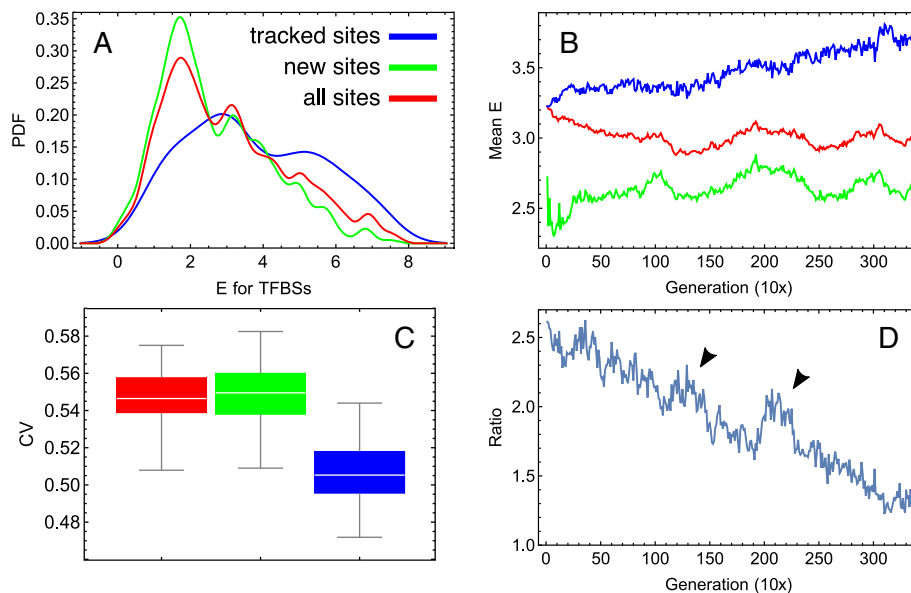 A
tracked sites
new sites
all sites
PDF
0.35
0.30
0.25
0.20
0.15
0.10
0.05
0.00
0 2 4 6 8
E for TFBSs
B
Mean E
3.5
3.0
2.5
0 50 100 150 200 250 300
Generation (10x)
C
CV
0.58
0.56
0.54
0.52
0.50
0.48
D
Ratio
2.5
2.0
1.5
1.0
0 50 100 150 200 250 300
Generation (10x)